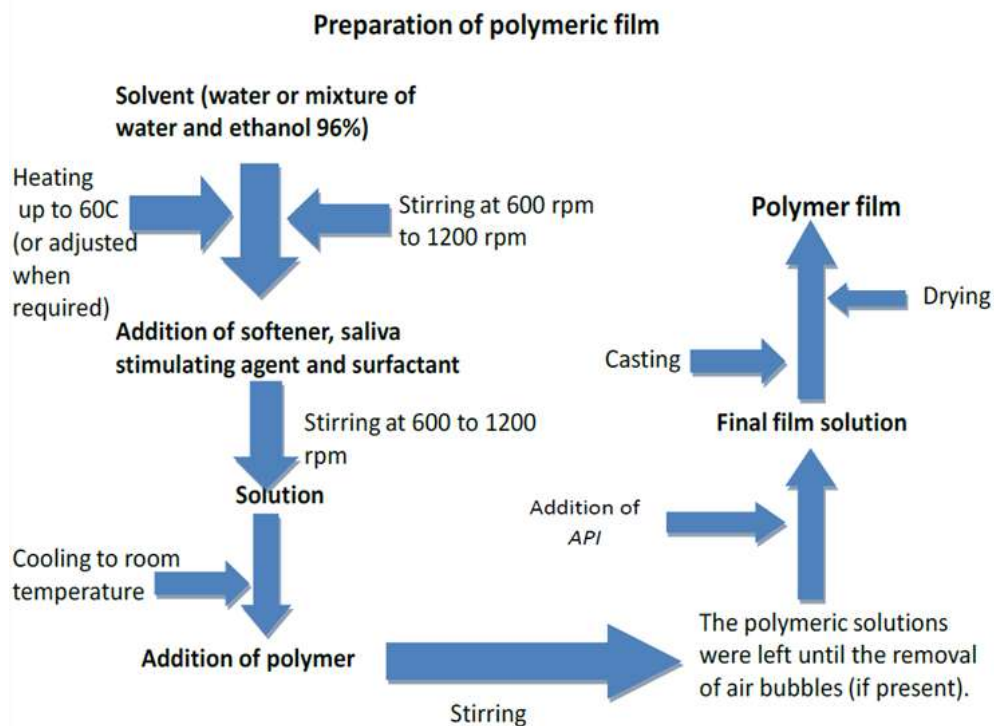 Preparation of polymeric film
Solvent (water or mixture of
water and ethanol 96%)
Heating
up to 60C
(or adjusted
when
required)
Stirring at 600 rpm
to 1200 rpm
Addition of softener, saliva
stimulating agent and surfactant
Stirring at 600 to 1200
rpm
Solution
Cooling to room
temperature
Addition of polymer
Stirring
The polymeric solutions
were left until the removal
of air bubbles (if present).
Addition of
API
Final film solution
Casting
Drying
Polymer film